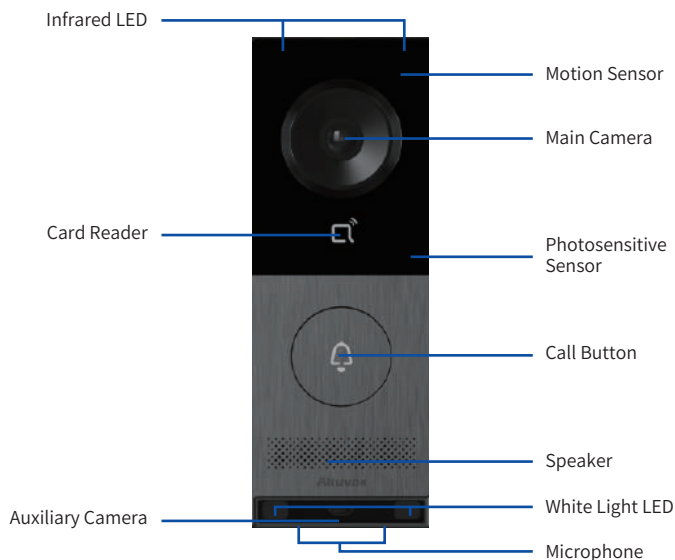 Infrared LED
Motion Sensor
Main Camera
Card Reader
Photosensitive
Sensor
Call Button
Speaker
Akuvox
White Light LED
Auxiliary Camera
Microphone